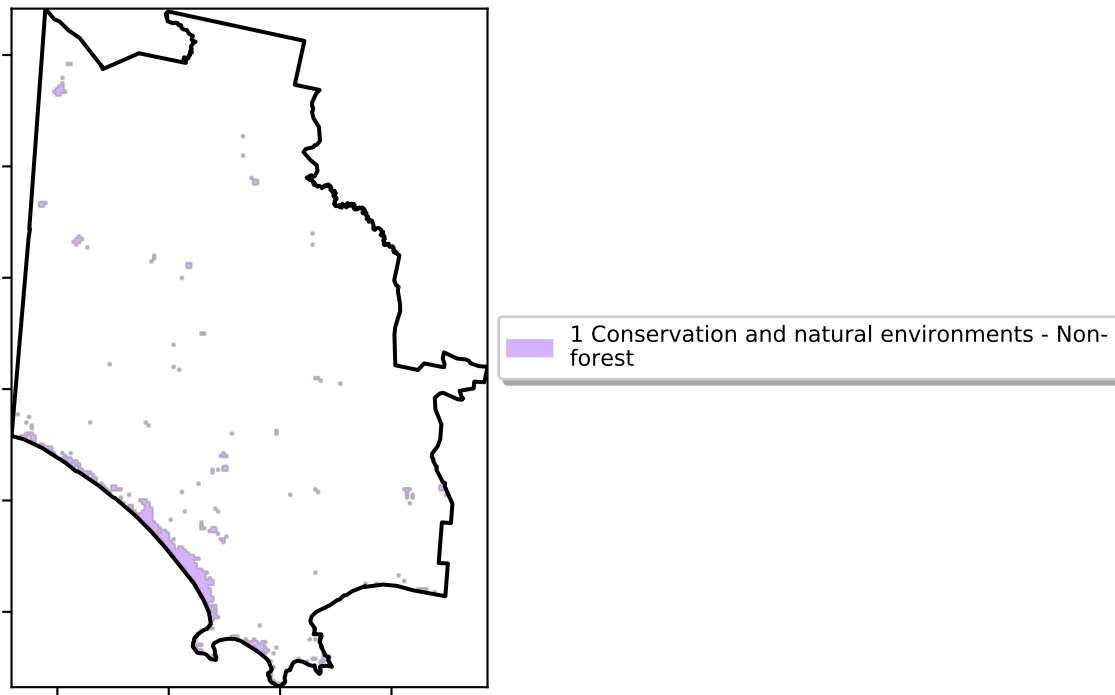 1 Conservation and natural environments - Non-
forest